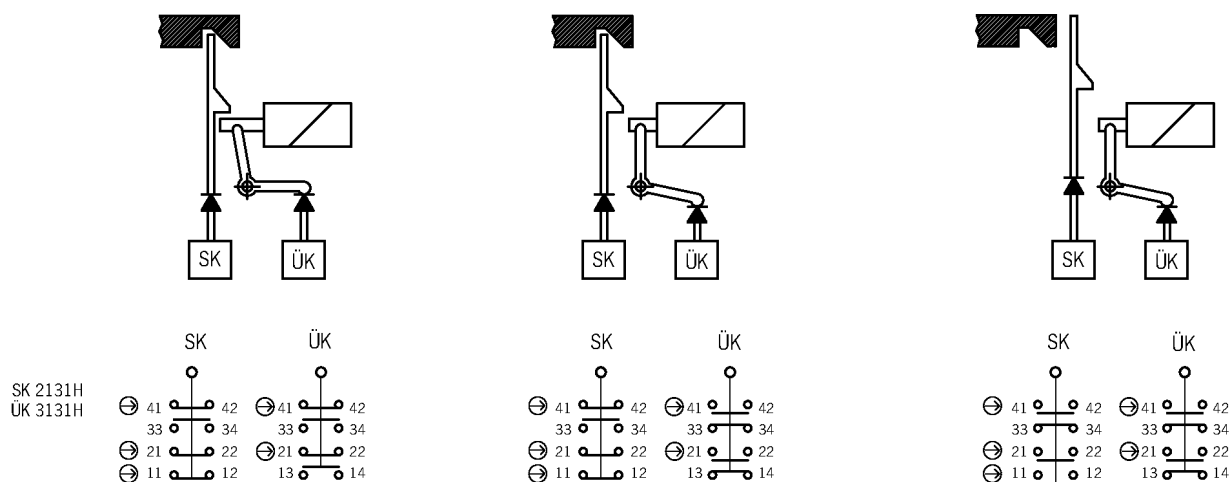 SK ÜK SK ÜK SK ÜK
SK ÜK SK ÜK SK ÜK
SK 2131H
ÜK 3131H
41 42 41 42 41 42 41 42 41 42 41 42
33 34 33 34 33 34 33 34 33 34 33 34
21 22 21 22 21 22 21 22 21 22 21 22
11 12 13 14 11 12 13 14 11 12 13 14